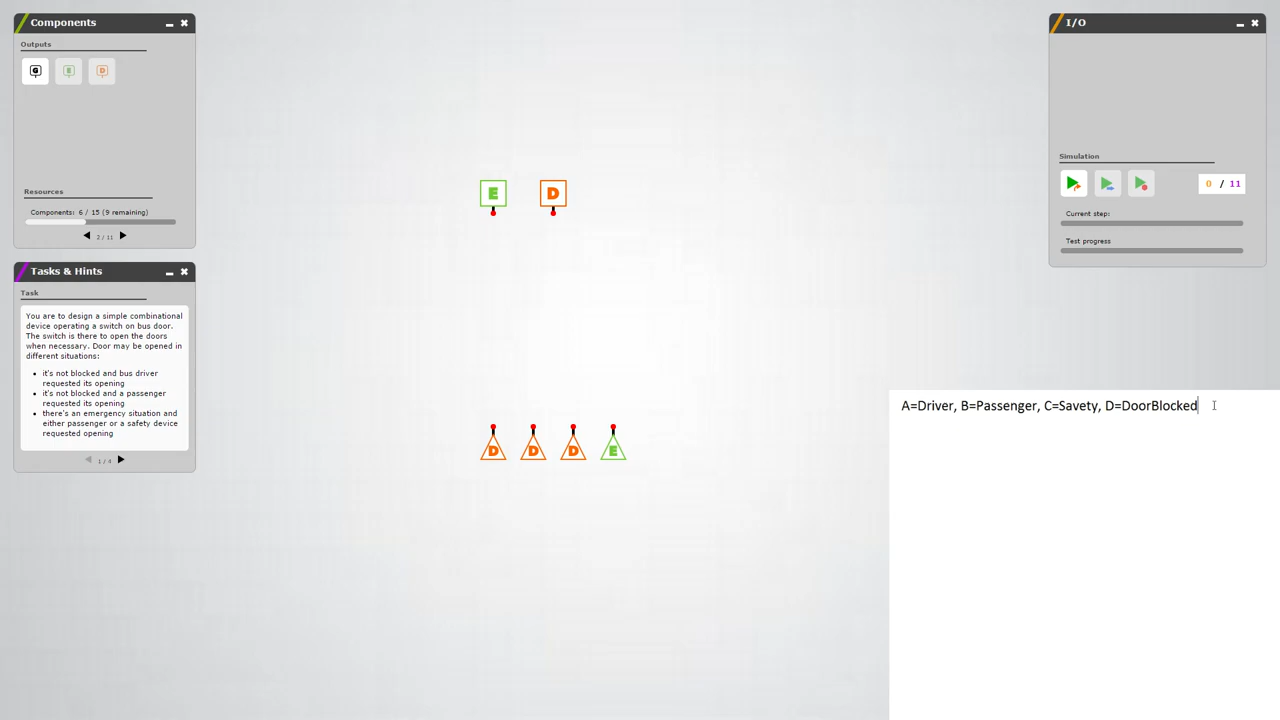 Components
Outputs
G E D
Resources
Components: 6 / 15 (9 remaining)
2 / 11
Tasks & Hints
Task
You are to design a simple combinational
device operating a switch on bus door.
The switch is there to open the doors
when necessary. Door may be opened in
different situations:
it's not blocked and bus driver
requested its opening
it's not blocked and a passenger
requested its opening
there's an emergency situation and
either passenger or a safety device
requested opening
1 / 4
E D
D D D E
I/O
Simulation
0 / 11
Current step:
Test progress
A=Driver, B=Passenger, C=Savety, D=DoorBlocked